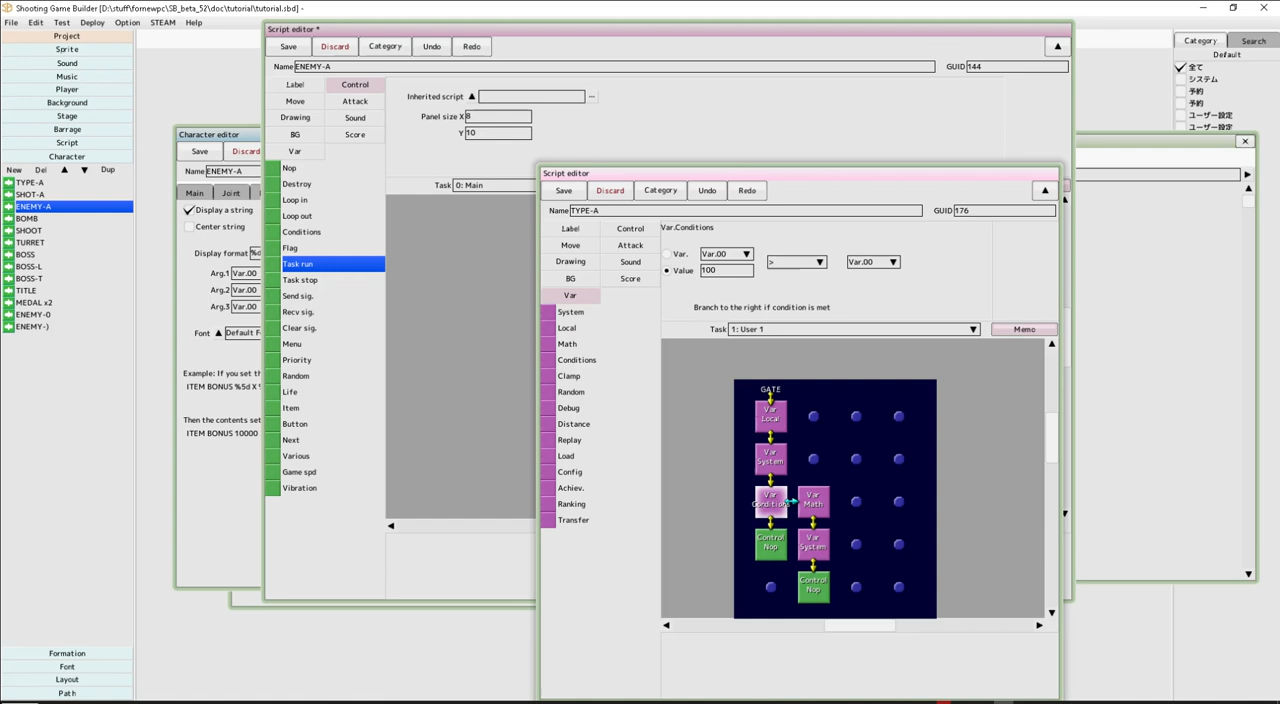 Shooting Game Builder [D:\stuff\fornewpc\SB_beta_52\doc\tutorial\tutorial.sbd]
File Edit Test Deploy Option STEAM Help
Project
Sprite
Sound
Music
Player
Background
Stage
Barrage
Script
Character
New Del ▲ ▼ Dup
TYPE-A
SHOT-A
ENEMY-A
BOMB
SHOOT
TURRET
BOSS
BOSS-L
BOSS-T
TITLE
MEDAL x2
ENEMY-0
ENEMY-)
Formation
Font
Layout
Path
Character editor
Save Discard
Name ENEMY-A
Main Joint
Display a string
Center string
Display format %d
Arg.1 Var.00
Arg.2 Var.00
Arg.3 Var.00
Font ▲ Default F
Example: If you set th
ITEM BONUS %5d X %
Then the contents set
ITEM BONUS 10000
Script editor *
Save Discard Category Undo Redo ▲
Name ENEMY-A GUID 144
Label Control
Move Attack
Drawing Sound
BG Score
Var
Nop
Destroy
Loop in
Loop out
Conditions
Flag
Task run
Task stop
Send sig.
Recv sig.
Clear sig.
Menu
Priority
Random
Life
Item
Button
Next
Various
Game spd
Vibration
Inherited script ▲ ...
Panel size X 8
Y 10
Task 0: Main
Script editor
Save Discard Category Undo Redo ▲
Name TYPE-A GUID 176
Label Control
Move Attack
Drawing Sound
BG Score
Var
System
Local
Math
Conditions
Clamp
Random
Debug
Distance
Replay
Load
Config
Achiev.
Ranking
Transfer
Var.Conditions
Var. Var.00 ▼ > ▼ Var.00 ▼
Value 100
Branch to the right if condition is met
Task 1: User 1 ▼ Memo
GATE
Var Local
Var System
Var Conditions Var Math
Control Nop Var System
Control Nop
Category Search
Default
全て
システム
予約
予約
ユーザー設定
ユーザー設定